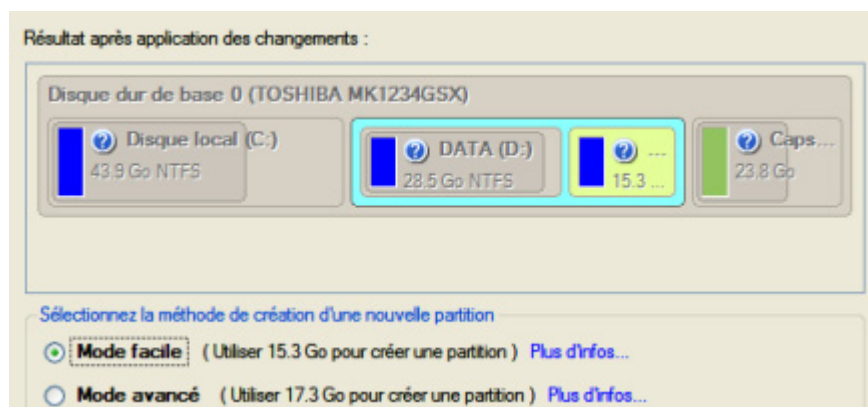 Résultat après application des changements :
Disque dur de base 0 (TOSHIBA MK1234GSX)
Disque local (C:)
43.9 Go NTFS
DATA (D:)
28.5 Go NTFS
...
15.3 ...
Caps...
23.8 Go
Sélectionnez la méthode de création d'une nouvelle partition
Mode facile ( Utiliser 15.3 Go pour créer une partition ) Plus d'infos...
Mode avancé ( Utiliser 17.3 Go pour créer une partition ) Plus d'infos...